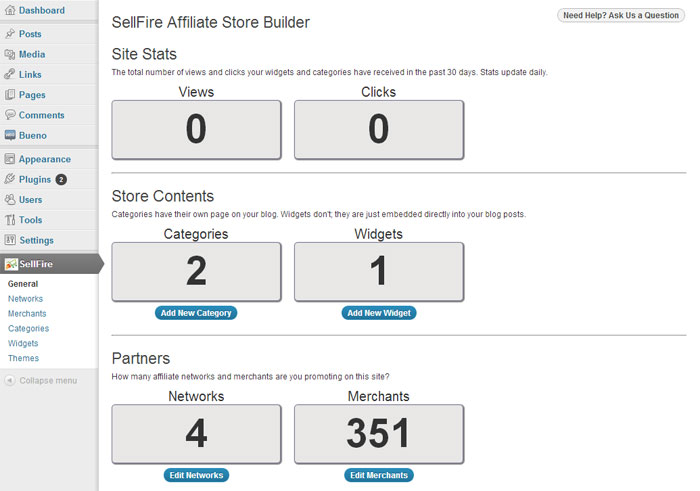 Dashboard
Posts
Media
Links
Pages
Comments
Bueno
Appearance
Plugins 2
Users
Tools
Settings
SellFire
General
Networks
Merchants
Categories
Widgets
Themes
Collapse menu
SellFire Affiliate Store Builder
Need Help? Ask Us a Question
Site Stats
The total number of views and clicks your widgets and categories have received in the past 30 days. Stats update daily.
Views Clicks
0 0
Store Contents
Categories have their own page on your blog. Widgets don't; they are just embedded directly into your blog posts.
Categories Widgets
2 1
Add New Category Add New Widget
Partners
How many affiliate networks and merchants are you promoting on this site?
Networks Merchants
4 351
Edit Networks Edit Merchants